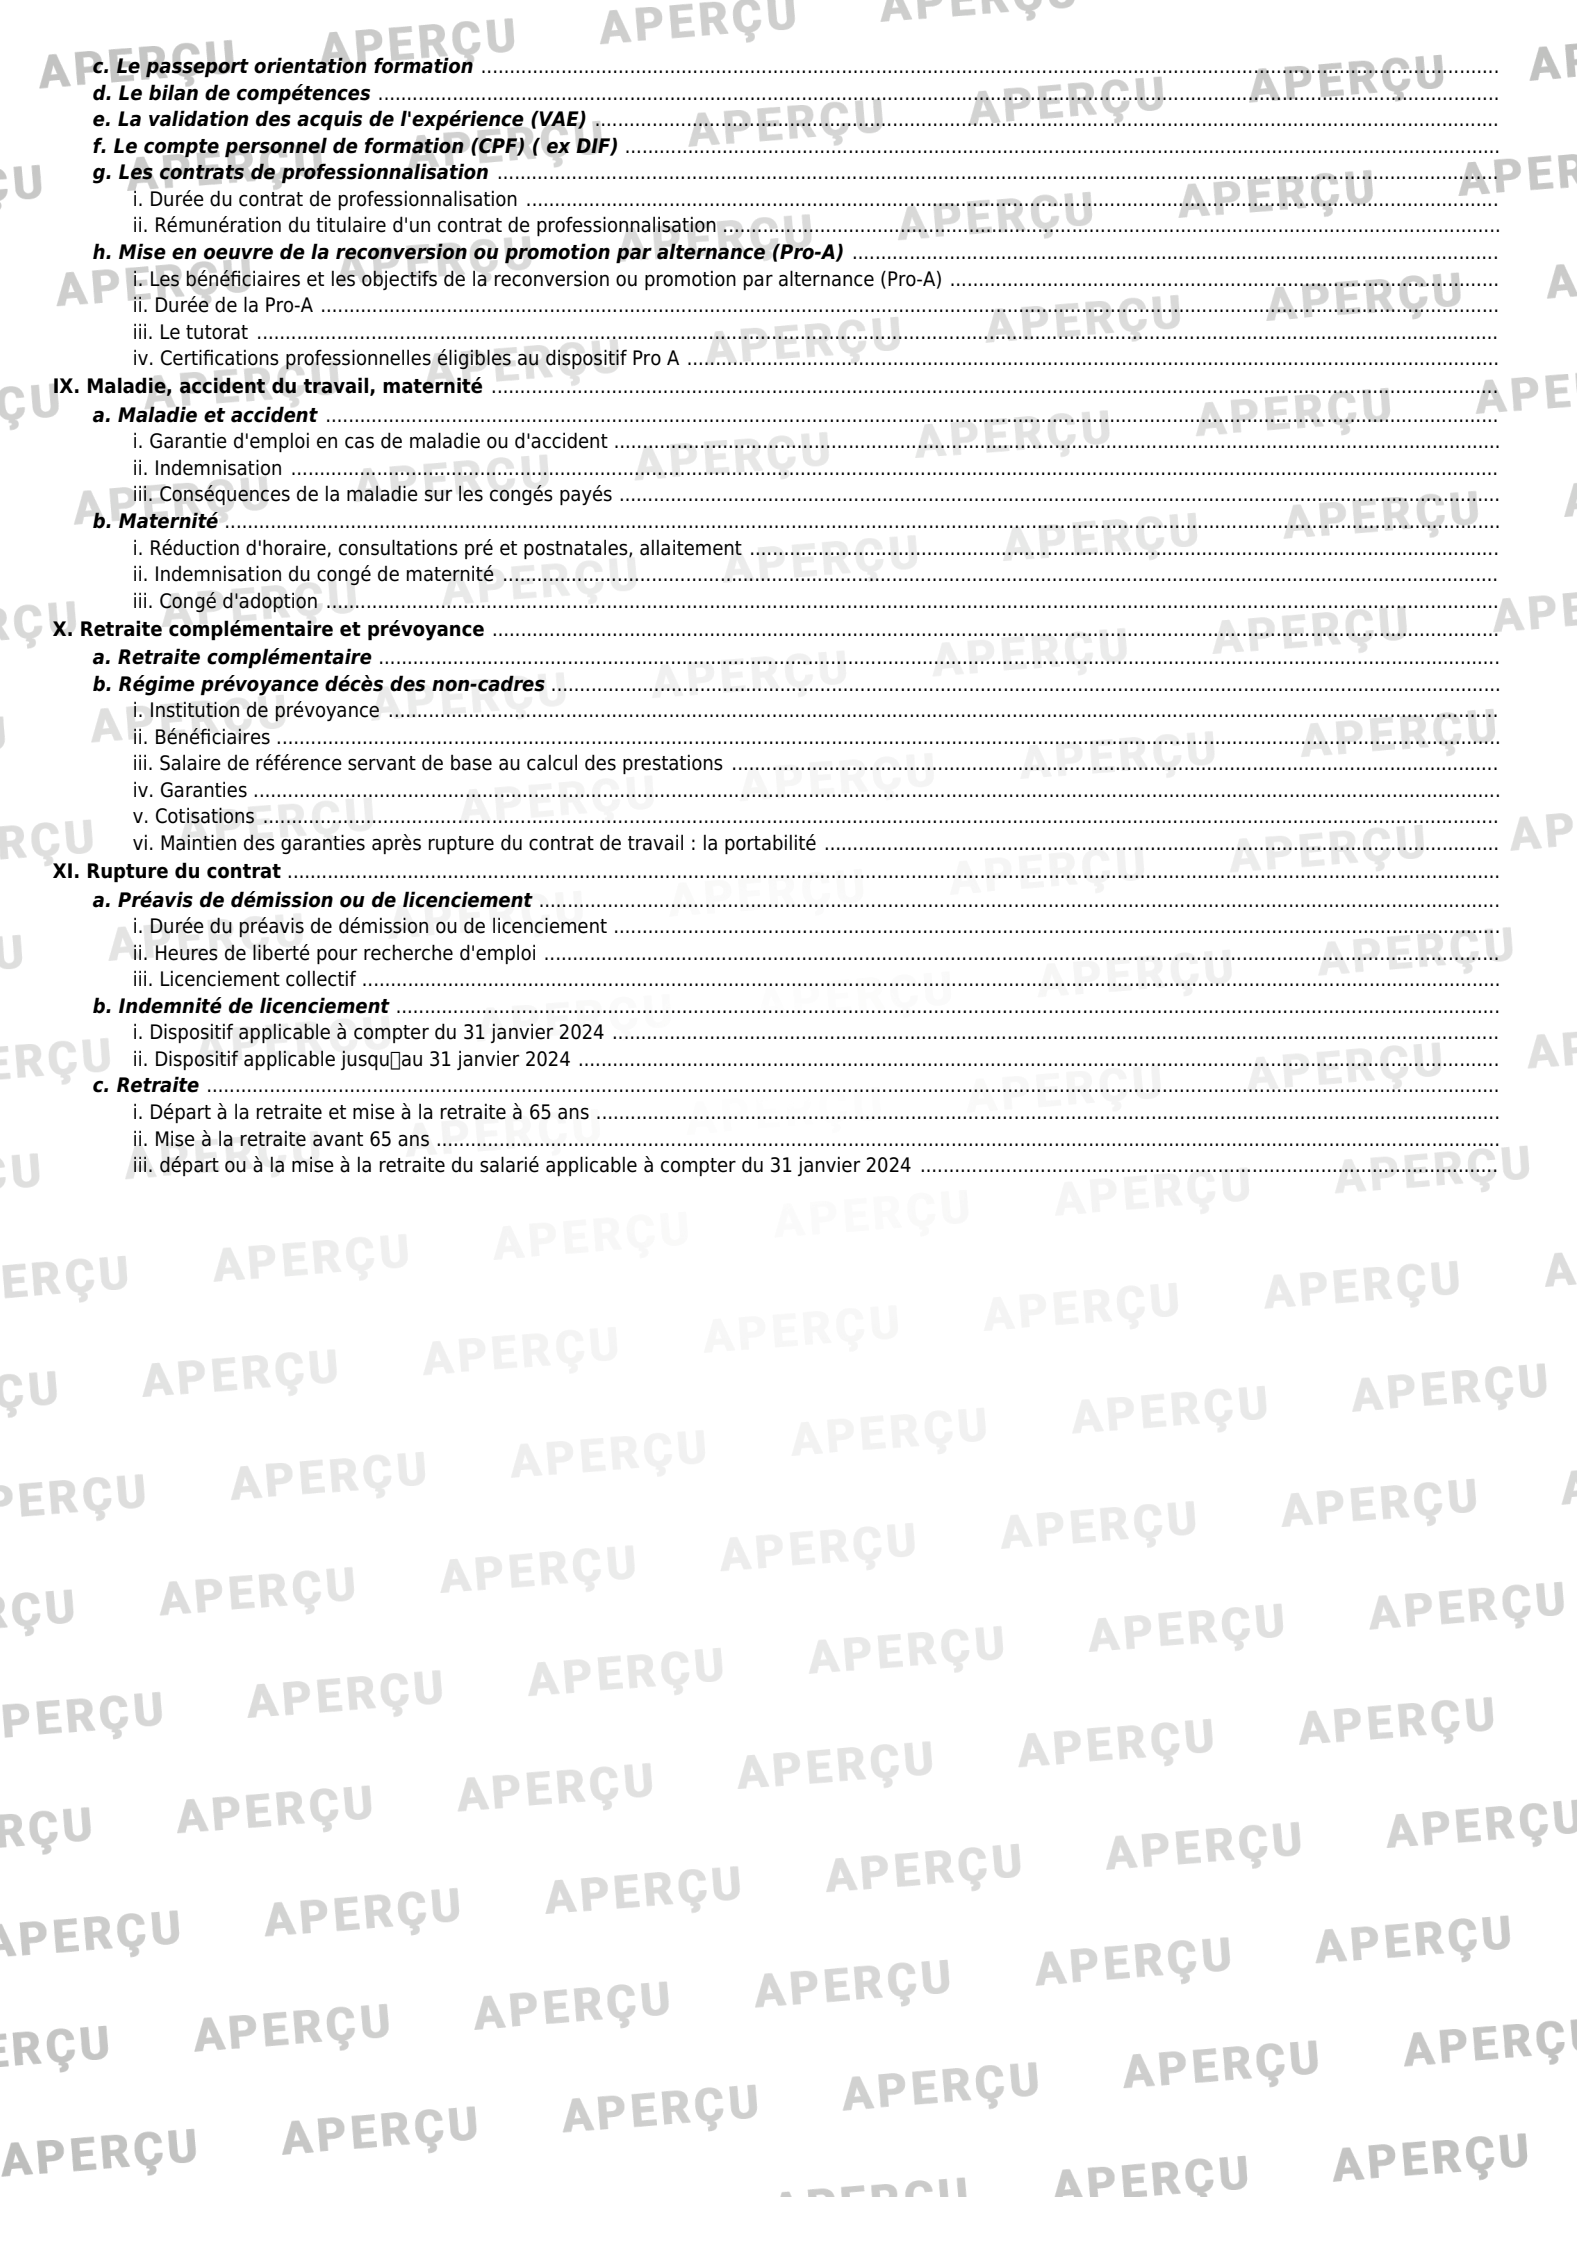 c. Le passeport orientation formation
d. Le bilan de compétences
e. La validation des acquis de l'expérience (VAE)
f. Le compte personnel de formation (CPF) ( ex DIF)
g. Les contrats de professionnalisation
i. Durée du contrat de professionnalisation
ii. Rémunération du titulaire d'un contrat de professionnalisation
h. Mise en oeuvre de la reconversion ou promotion par alternance (Pro-A)
i. Les bénéficiaires et les objectifs de la reconversion ou promotion par alternance (Pro-A)
ii. Durée de la Pro-A
iii. Le tutorat
iv. Certifications professionnelles éligibles au dispositif Pro A
IX. Maladie, accident du travail, maternité
a. Maladie et accident
i. Garantie d'emploi en cas de maladie ou d'accident
ii. Indemnisation
iii. Conséquences de la maladie sur les congés payés
b. Maternité
i. Réduction d'horaire, consultations pré et postnatales, allaitement
ii. Indemnisation du congé de maternité
iii. Congé d'adoption
X. Retraite complémentaire et prévoyance
a. Retraite complémentaire
b. Régime prévoyance décès des non-cadres
i. Institution de prévoyance
ii. Bénéficiaires
iii. Salaire de référence servant de base au calcul des prestations
iv. Garanties
v. Cotisations
vi. Maintien des garanties après rupture du contrat de travail : la portabilité
XI. Rupture du contrat
a. Préavis de démission ou de licenciement
i. Durée du préavis de démission ou de licenciement
ii. Heures de liberté pour recherche d'emploi
iii. Licenciement collectif
b. Indemnité de licenciement
i. Dispositif applicable à compter du 31 janvier 2024
ii. Dispositif applicable jusqu▯au 31 janvier 2024
c. Retraite
i. Départ à la retraite et mise à la retraite à 65 ans
ii. Mise à la retraite avant 65 ans
iii. départ ou à la mise à la retraite du salarié applicable à compter du 31 janvier 2024
APERÇU